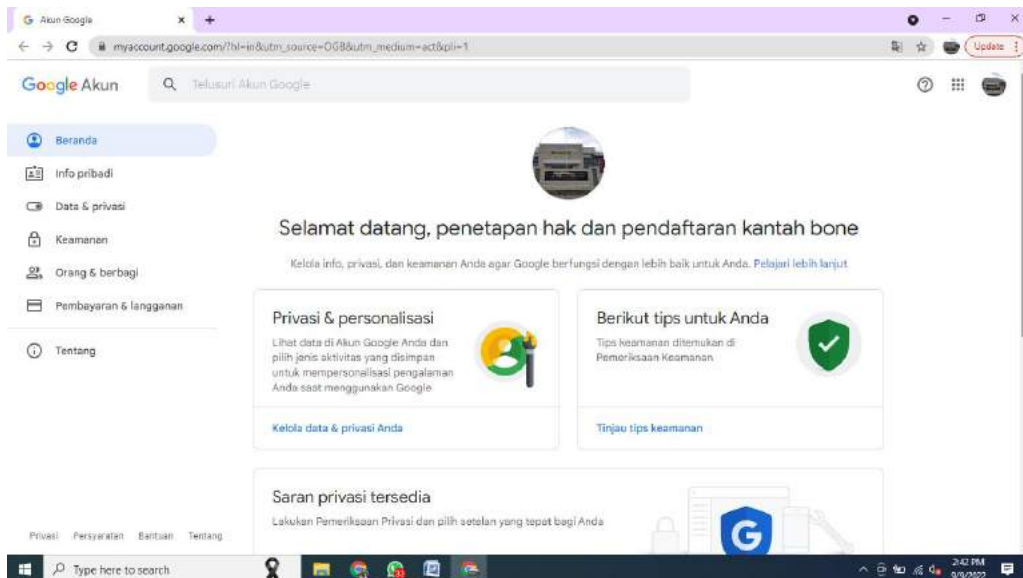 Akun Google
myaccount.google.com/?hl=in&utm_source=OGB&utm_medium=act&pli=1
Update
Google Akun
Telusuri Akun Google
Beranda
Info pribadi
Data & privasi
Keamanan
Orang & berbagi
Pembayaran & langganan
Tentang
Selamat datang, penetapan hak dan pendaftaran kantah bone
Kelola info, privasi, dan keamanan Anda agar Google berfungsi dengan lebih baik untuk Anda. Pelajari lebih lanjut
Privasi & personalisasi
Lihat data di Akun Google Anda dan
pilih jenis aktivitas yang disimpan
untuk mempersonalisasi pengalaman
Anda saat menggunakan Google
Kelola data & privasi Anda
Berikut tips untuk Anda
Tips keamanan ditemukan di
Pemeriksaan Keamanan
Tinjau tips keamanan
Saran privasi tersedia
Lakukan Pemeriksaan Privasi dan pilih setelan yang tepat bagi Anda
G
Privasi Persyaratan Bantuan Tentang
Type here to search
2:42 PM
9/9/2022